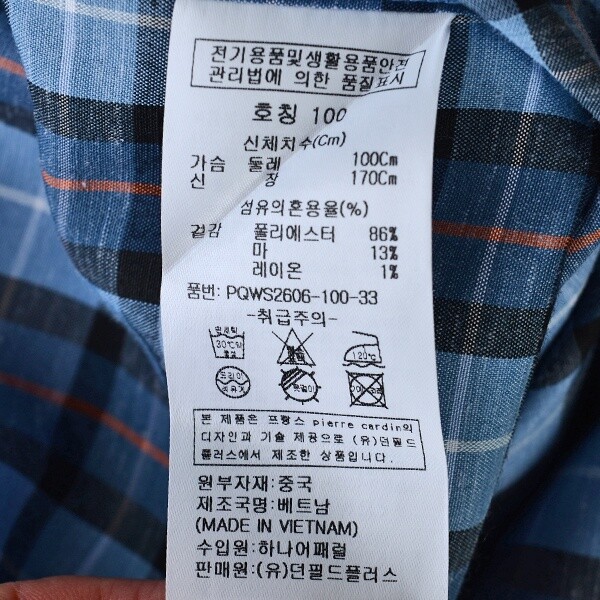 전기용품및생활용품안전
관리법에 의한 품질표시
호칭 100
신체치수(Cm)
가슴 둘레 100Cm
신 장 170Cm
섬유의혼용율(%)
겉감 폴리에스터 86%
마 13%
레이온 1%
품번: PQWS2606-100-33
-취급주의-
30℃약
120℃
드라이
본 제품은 프랑스 pierre cardin의
디자인과 기술 제공으로 (유)던필드
플러스에서 제조한 상품입니다.
원부자재:중국
제조국명:베트남
(MADE IN VIETNAM)
수입원:하나어패럴
판매원:(유)던필드플러스